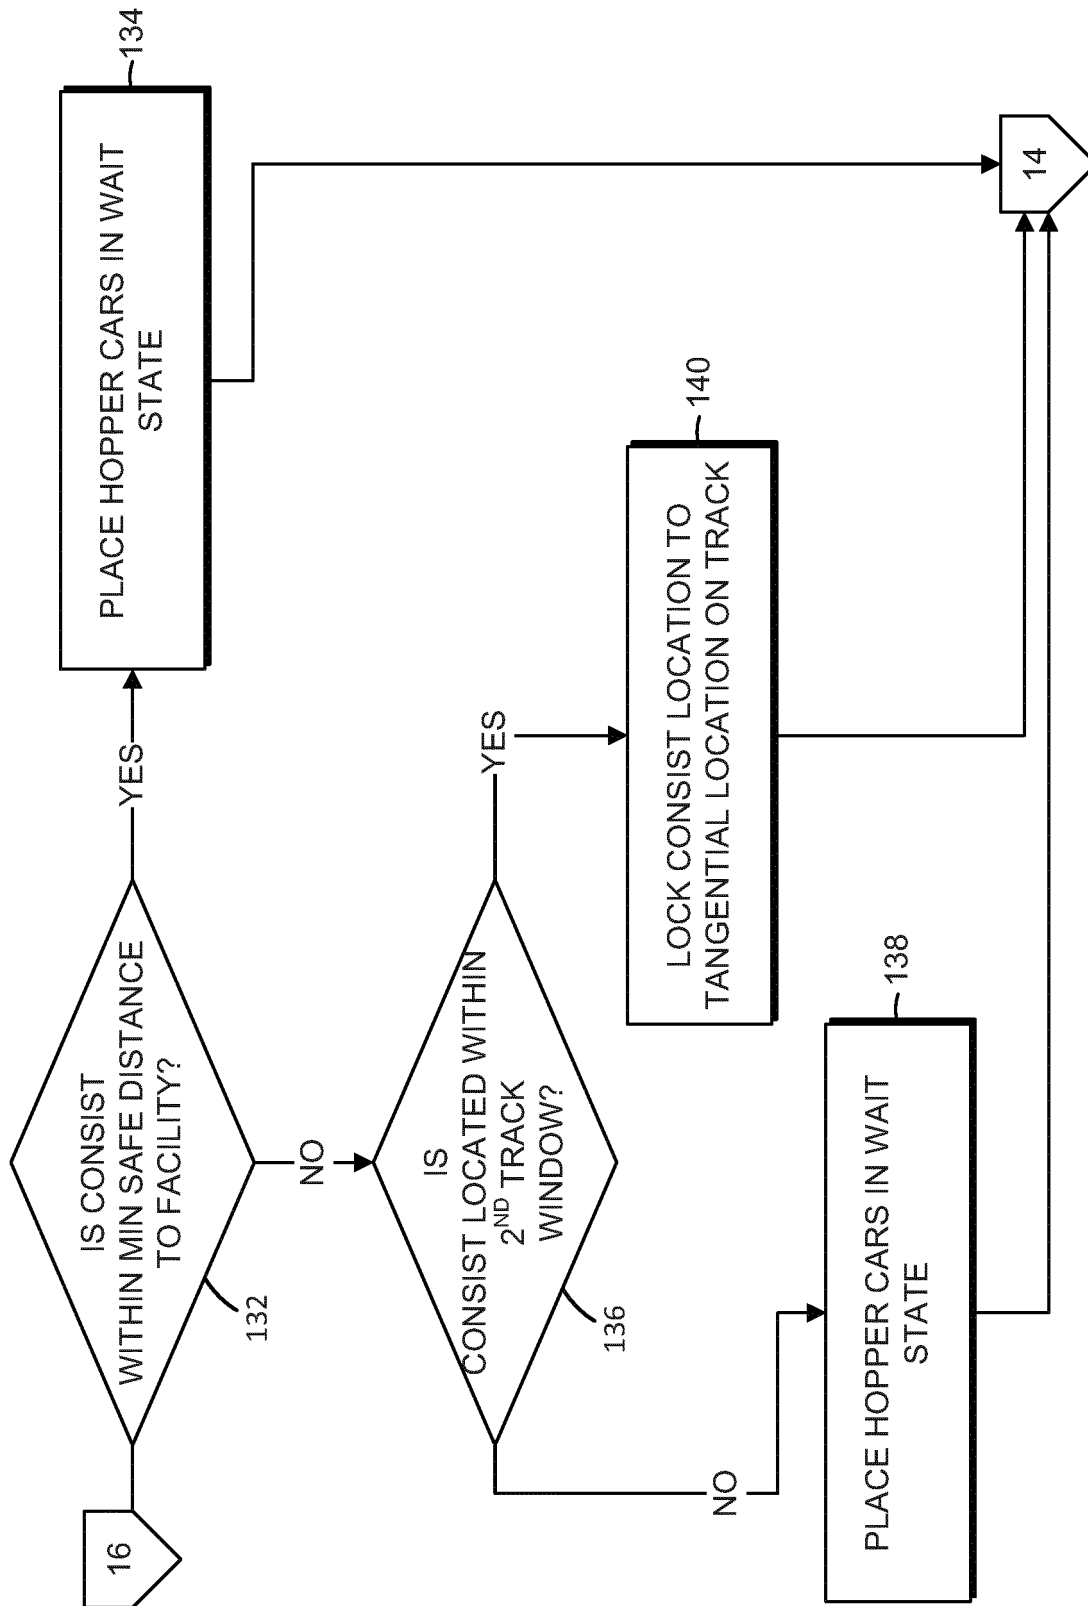 16
IS CONSIST
WITHIN MIN SAFE DISTANCE
TO FACILITY?
132
YES
PLACE HOPPER CARS IN WAIT
STATE
134
NO
IS
CONSIST LOCATED WITHIN
2ND TRACK
WINDOW?
136
YES
LOCK CONSIST LOCATION TO
TANGENTIAL LOCATION ON TRACK
140
NO
PLACE HOPPER CARS IN WAIT
STATE
138
14